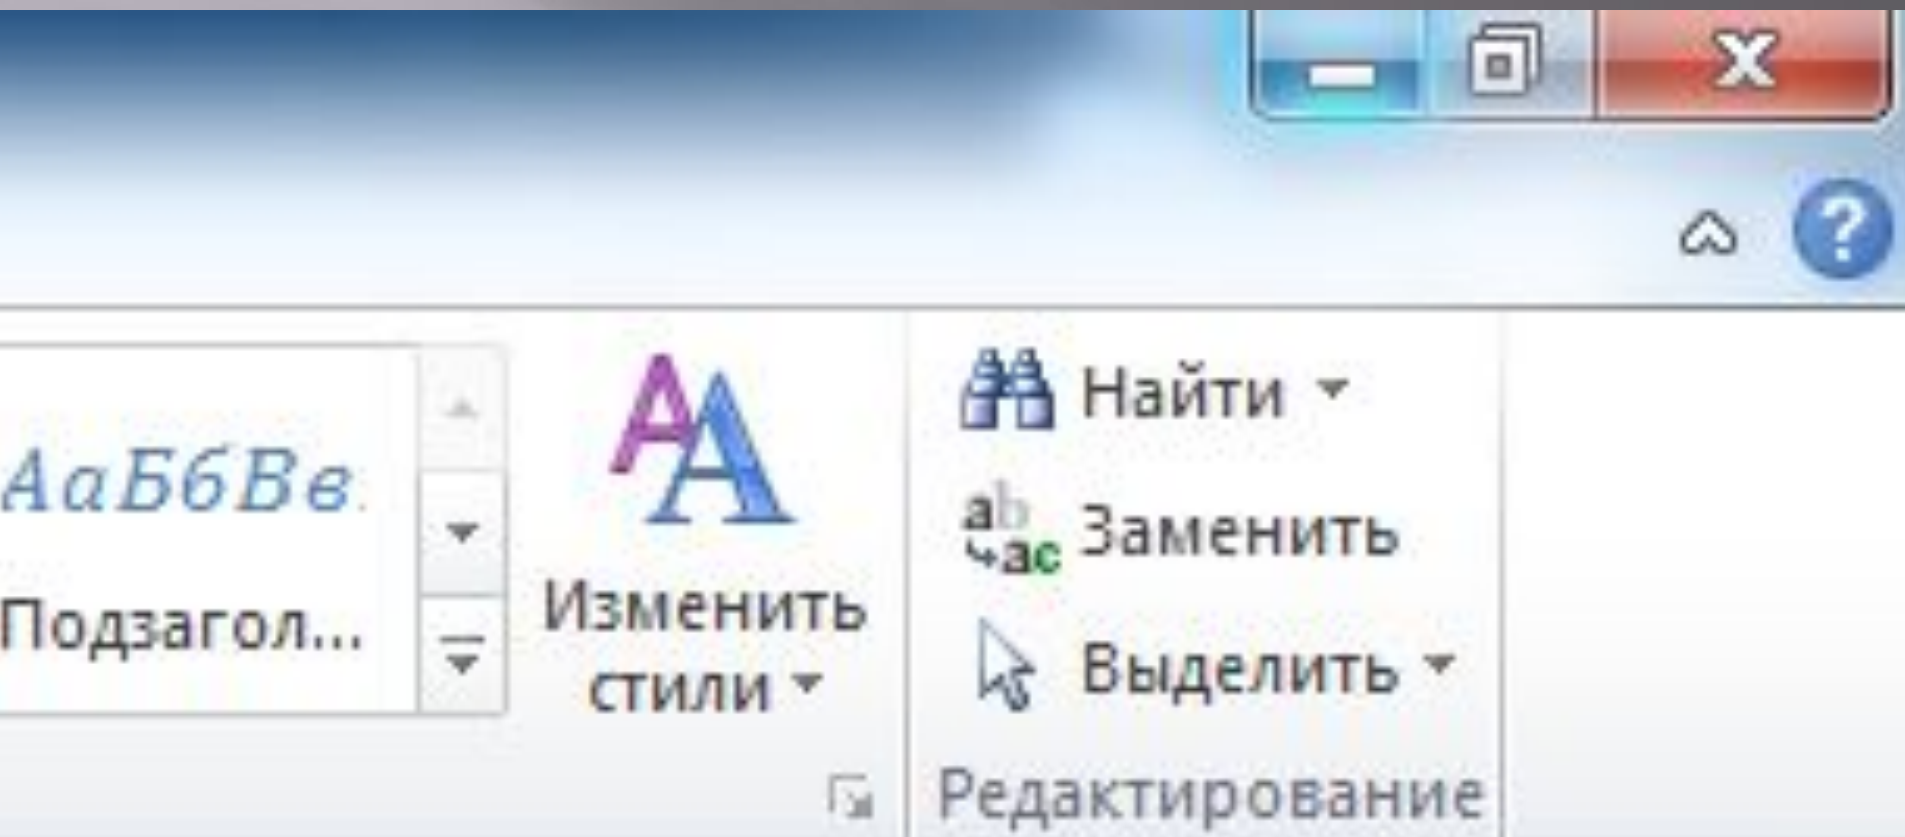 АаБбВв
Подзагол...
Изменить
стили
Найти
Заменить
Выделить
Редактирование